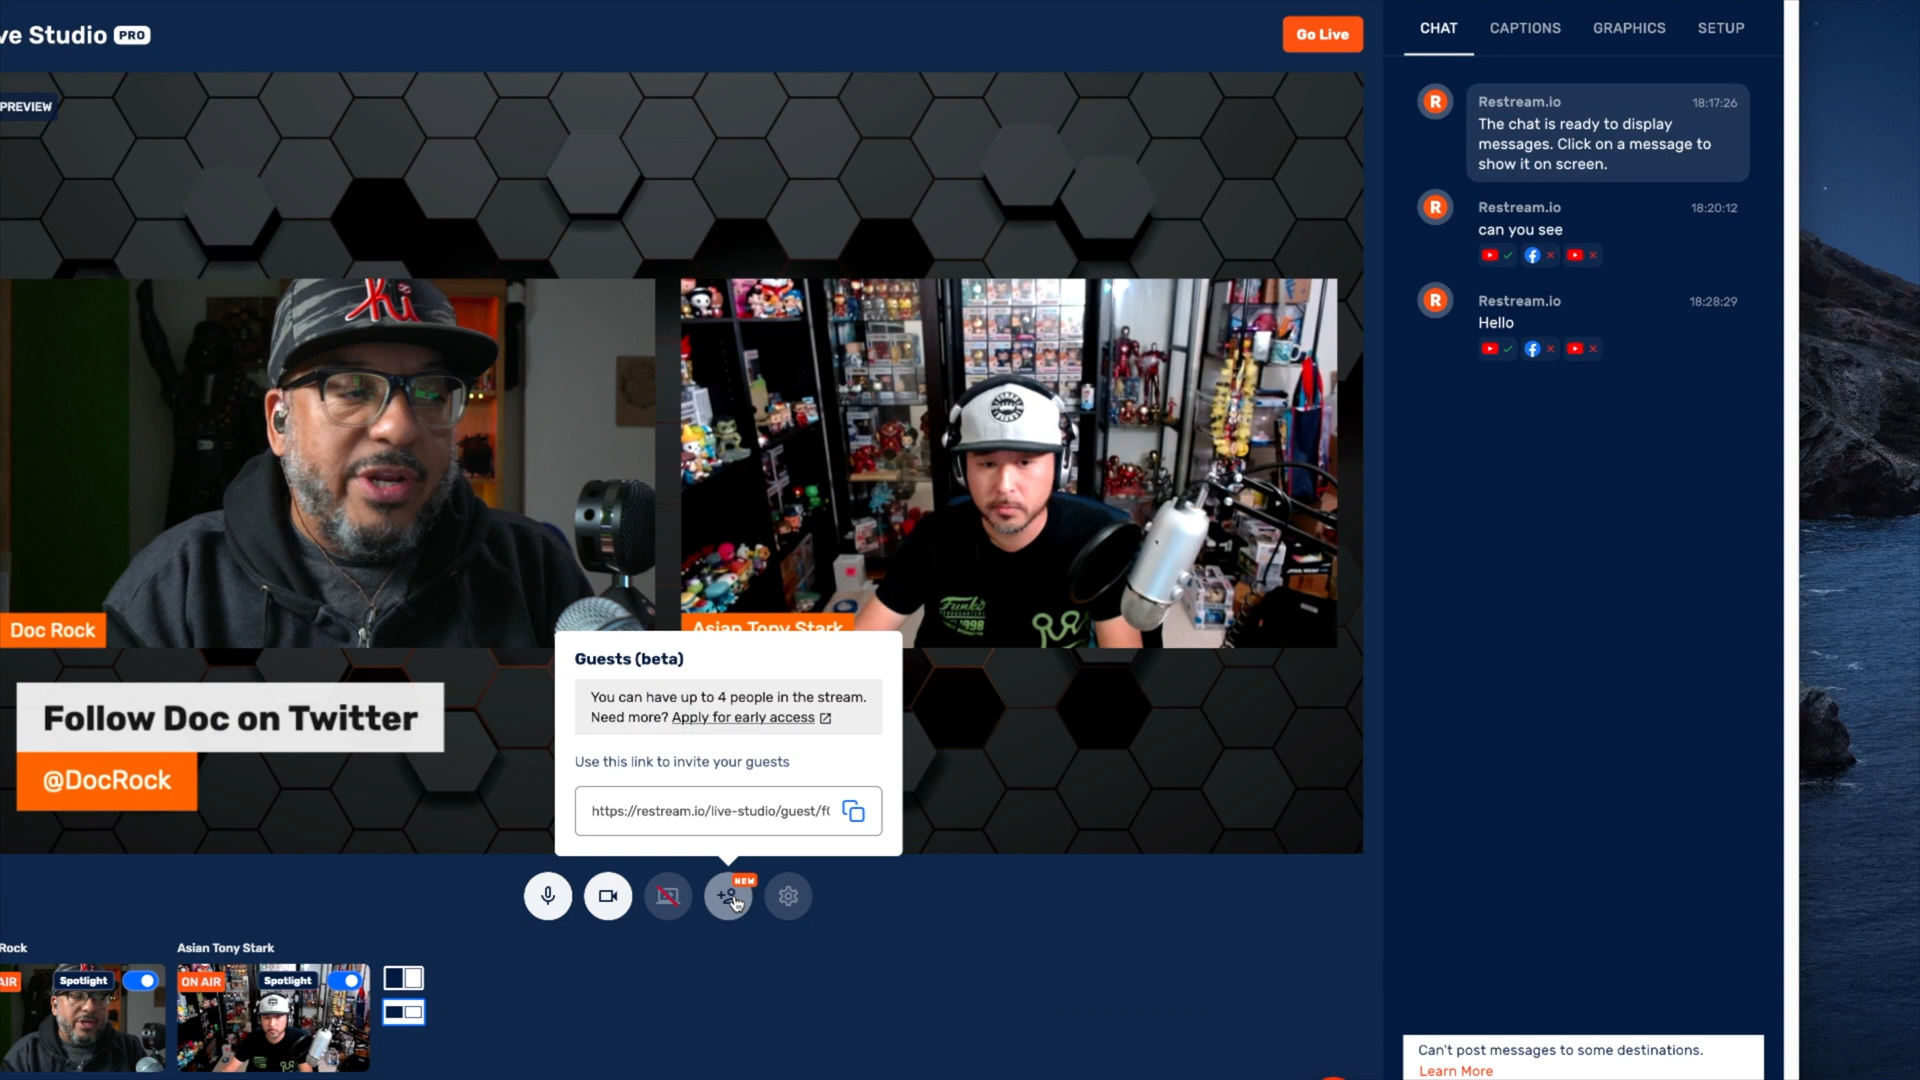 ve Studio PRO
Go Live
PREVIEW
CHAT CAPTIONS GRAPHICS SETUP
Restream.io 18:17:26
The chat is ready to display
messages. Click on a message to
show it on screen.
Restream.io 18:20:12
can you see
Restream.io 18:28:29
Hello
hi
Funko
1998
STAR
Doc Rock
Asian Tony Stark
Follow Doc on Twitter
@DocRock
Guests (beta)
You can have up to 4 people in the stream.
Need more? Apply for early access
Use this link to invite your guests
https://restream.io/live-studio/guest/f
NEW
Rock
AIR
Spotlight
Asian Tony Stark
ON AIR
Spotlight
Can't post messages to some destinations.
Learn More